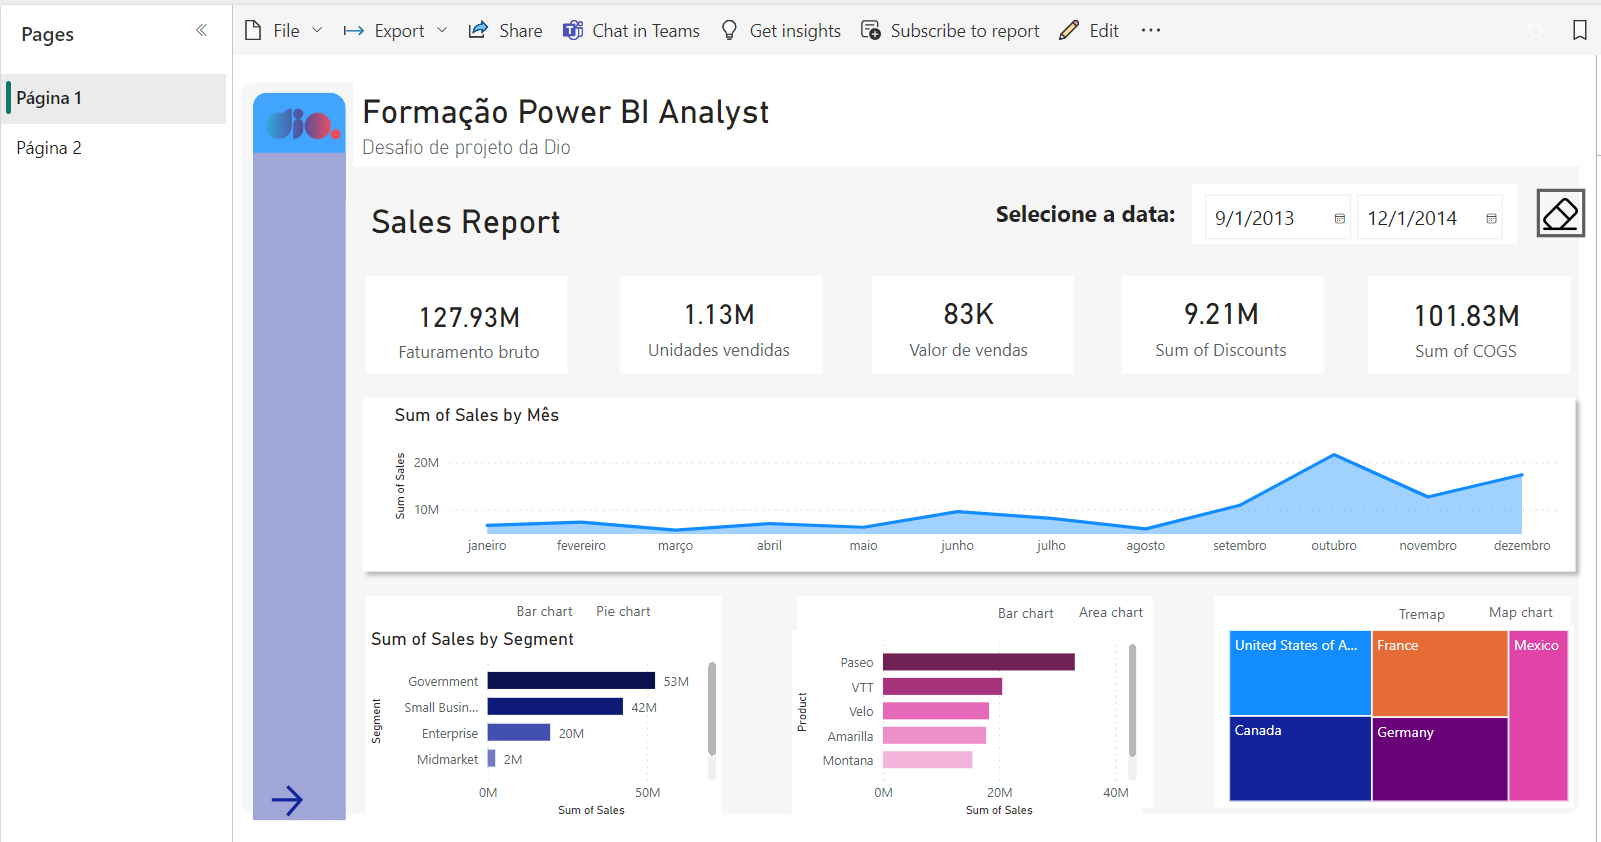 Pages
Página 1
Página 2
File
Export
Share
Chat in Teams
Get insights
Subscribe to report
Edit
dio.
Formação Power BI Analyst
Desafio de projeto da Dio
Sales Report
Selecione a data:
9/1/2013
12/1/2014
127.93M
Faturamento bruto
1.13M
Unidades vendidas
83K
Valor de vendas
9.21M
Sum of Discounts
101.83M
Sum of COGS
Sum of Sales by Mês
Sum of Sales
20M
10M
janeiro
fevereiro
março
abril
maio
junho
julho
agosto
setembro
outubro
novembro
dezembro
Bar chart
Pie chart
Sum of Sales by Segment
Segment
Government
53M
Small Busin...
42M
Enterprise
20M
Midmarket
2M
0M
50M
Sum of Sales
Bar chart
Area chart
Product
Paseo
VTT
Velo
Amarilla
Montana
0M
20M
40M
Sum of Sales
Tremap
Map chart
United States of A...
France
Mexico
Canada
Germany